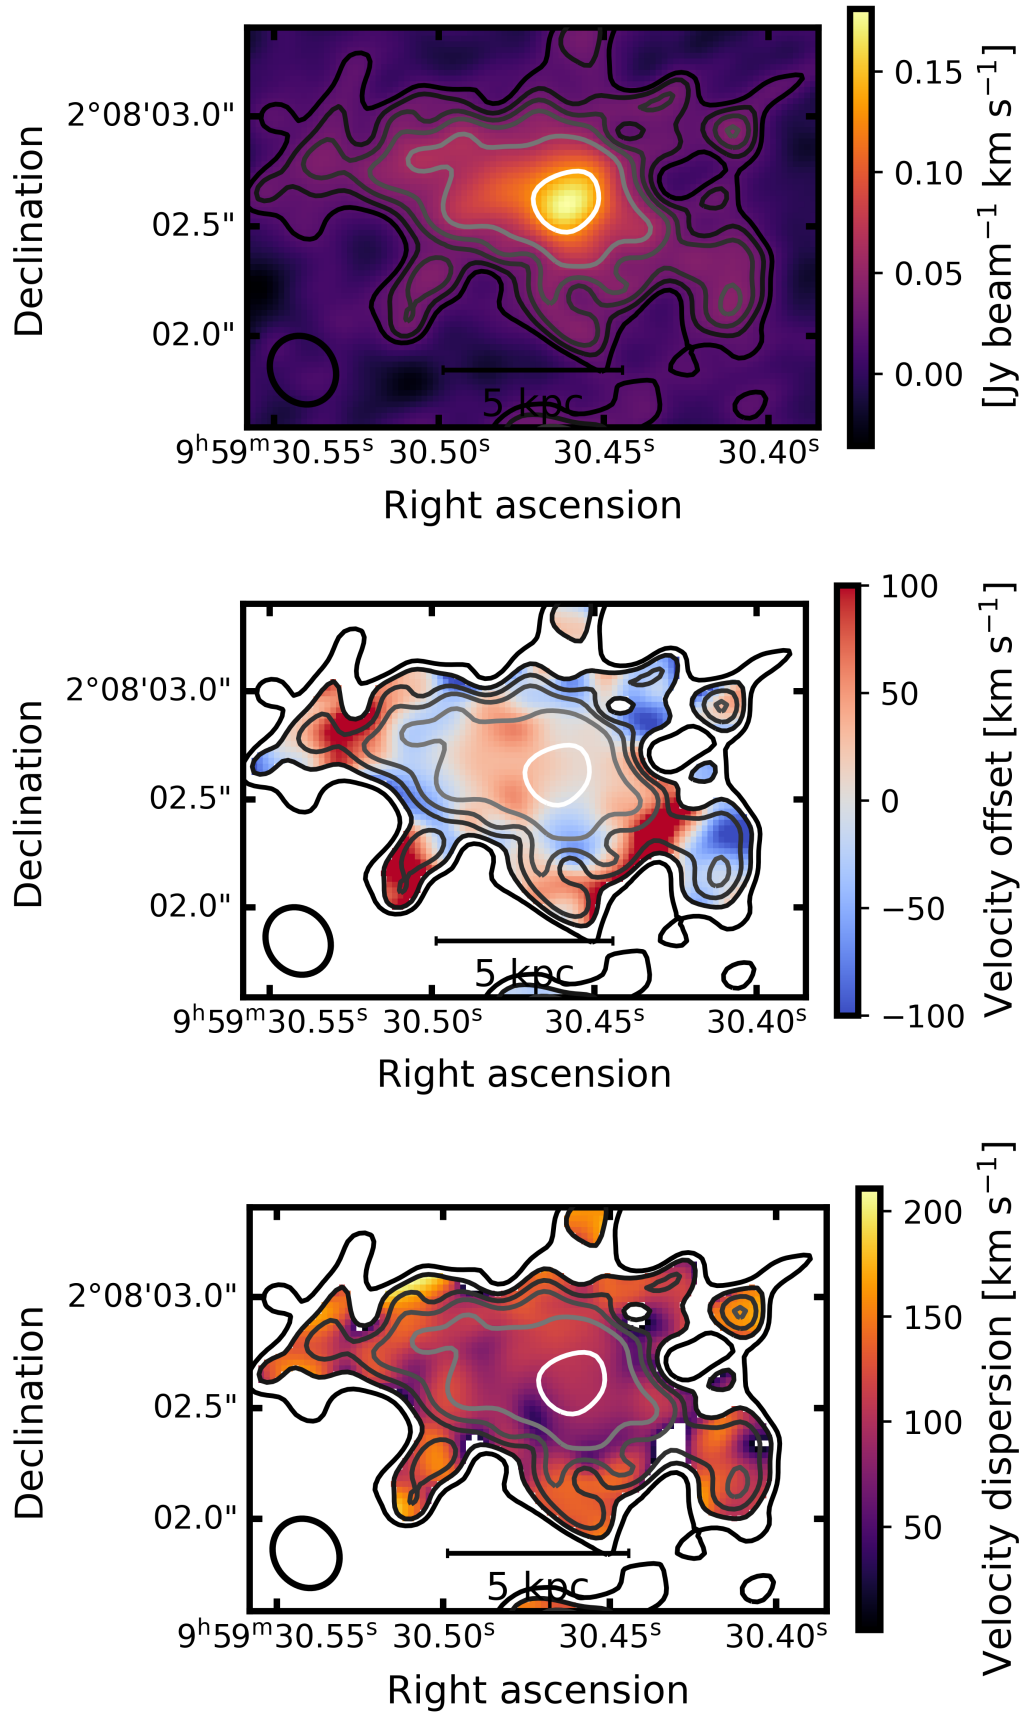 2°08'03.0"
02.5"
02.0"
Declination
5 kpc
9ʰ59ᵐ30.55ˢ 30.50ˢ 30.45ˢ 30.40ˢ
Right ascension
0.15
0.10
0.05
0.00
[Jy beam⁻¹ km s⁻¹]
2°08'03.0"
02.5"
02.0"
Declination
5 kpc
9ʰ59ᵐ30.55ˢ 30.50ˢ 30.45ˢ 30.40ˢ
Right ascension
100
50
0
−50
−100
Velocity offset [km s⁻¹]
2°08'03.0"
02.5"
02.0"
Declination
5 kpc
9ʰ59ᵐ30.55ˢ 30.50ˢ 30.45ˢ 30.40ˢ
Right ascension
200
150
100
50
Velocity dispersion [km s⁻¹]